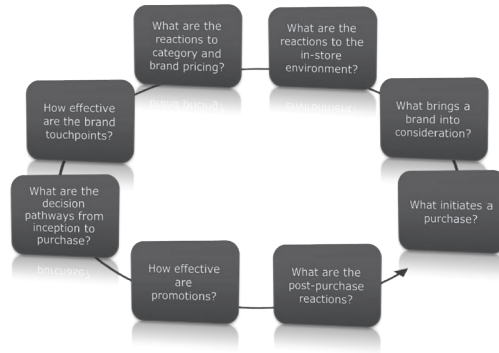 What are the
reactions to
category and
brand pricing?
What are the
reactions to the
in-store
environment?
What brings a
brand into
consideration?
What initiates a
purchase?
What are the
post-purchase
reactions?
How effective
are
promotions?
What are the
decision
pathways from
inception to
purchase?
How effective
are the brand
touchpoints?